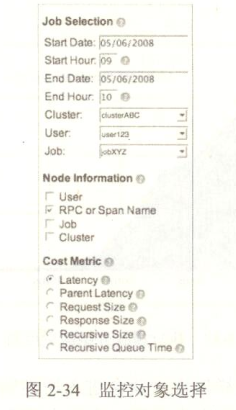 Job Selection
Start Date: 05/06/2008
Start Hour: 09
End Date: 05/06/2008
End Hour: 10
Cluster: clusterABC
User: user123
Job: jobXYZ
Node Information
User
RPC or Span Name
Job
Cluster
Cost Metric
Latency
Parent Latency
Request Size
Response Size
Recursive Size
Recursive Queue Time
图 2-34 监控对象选择